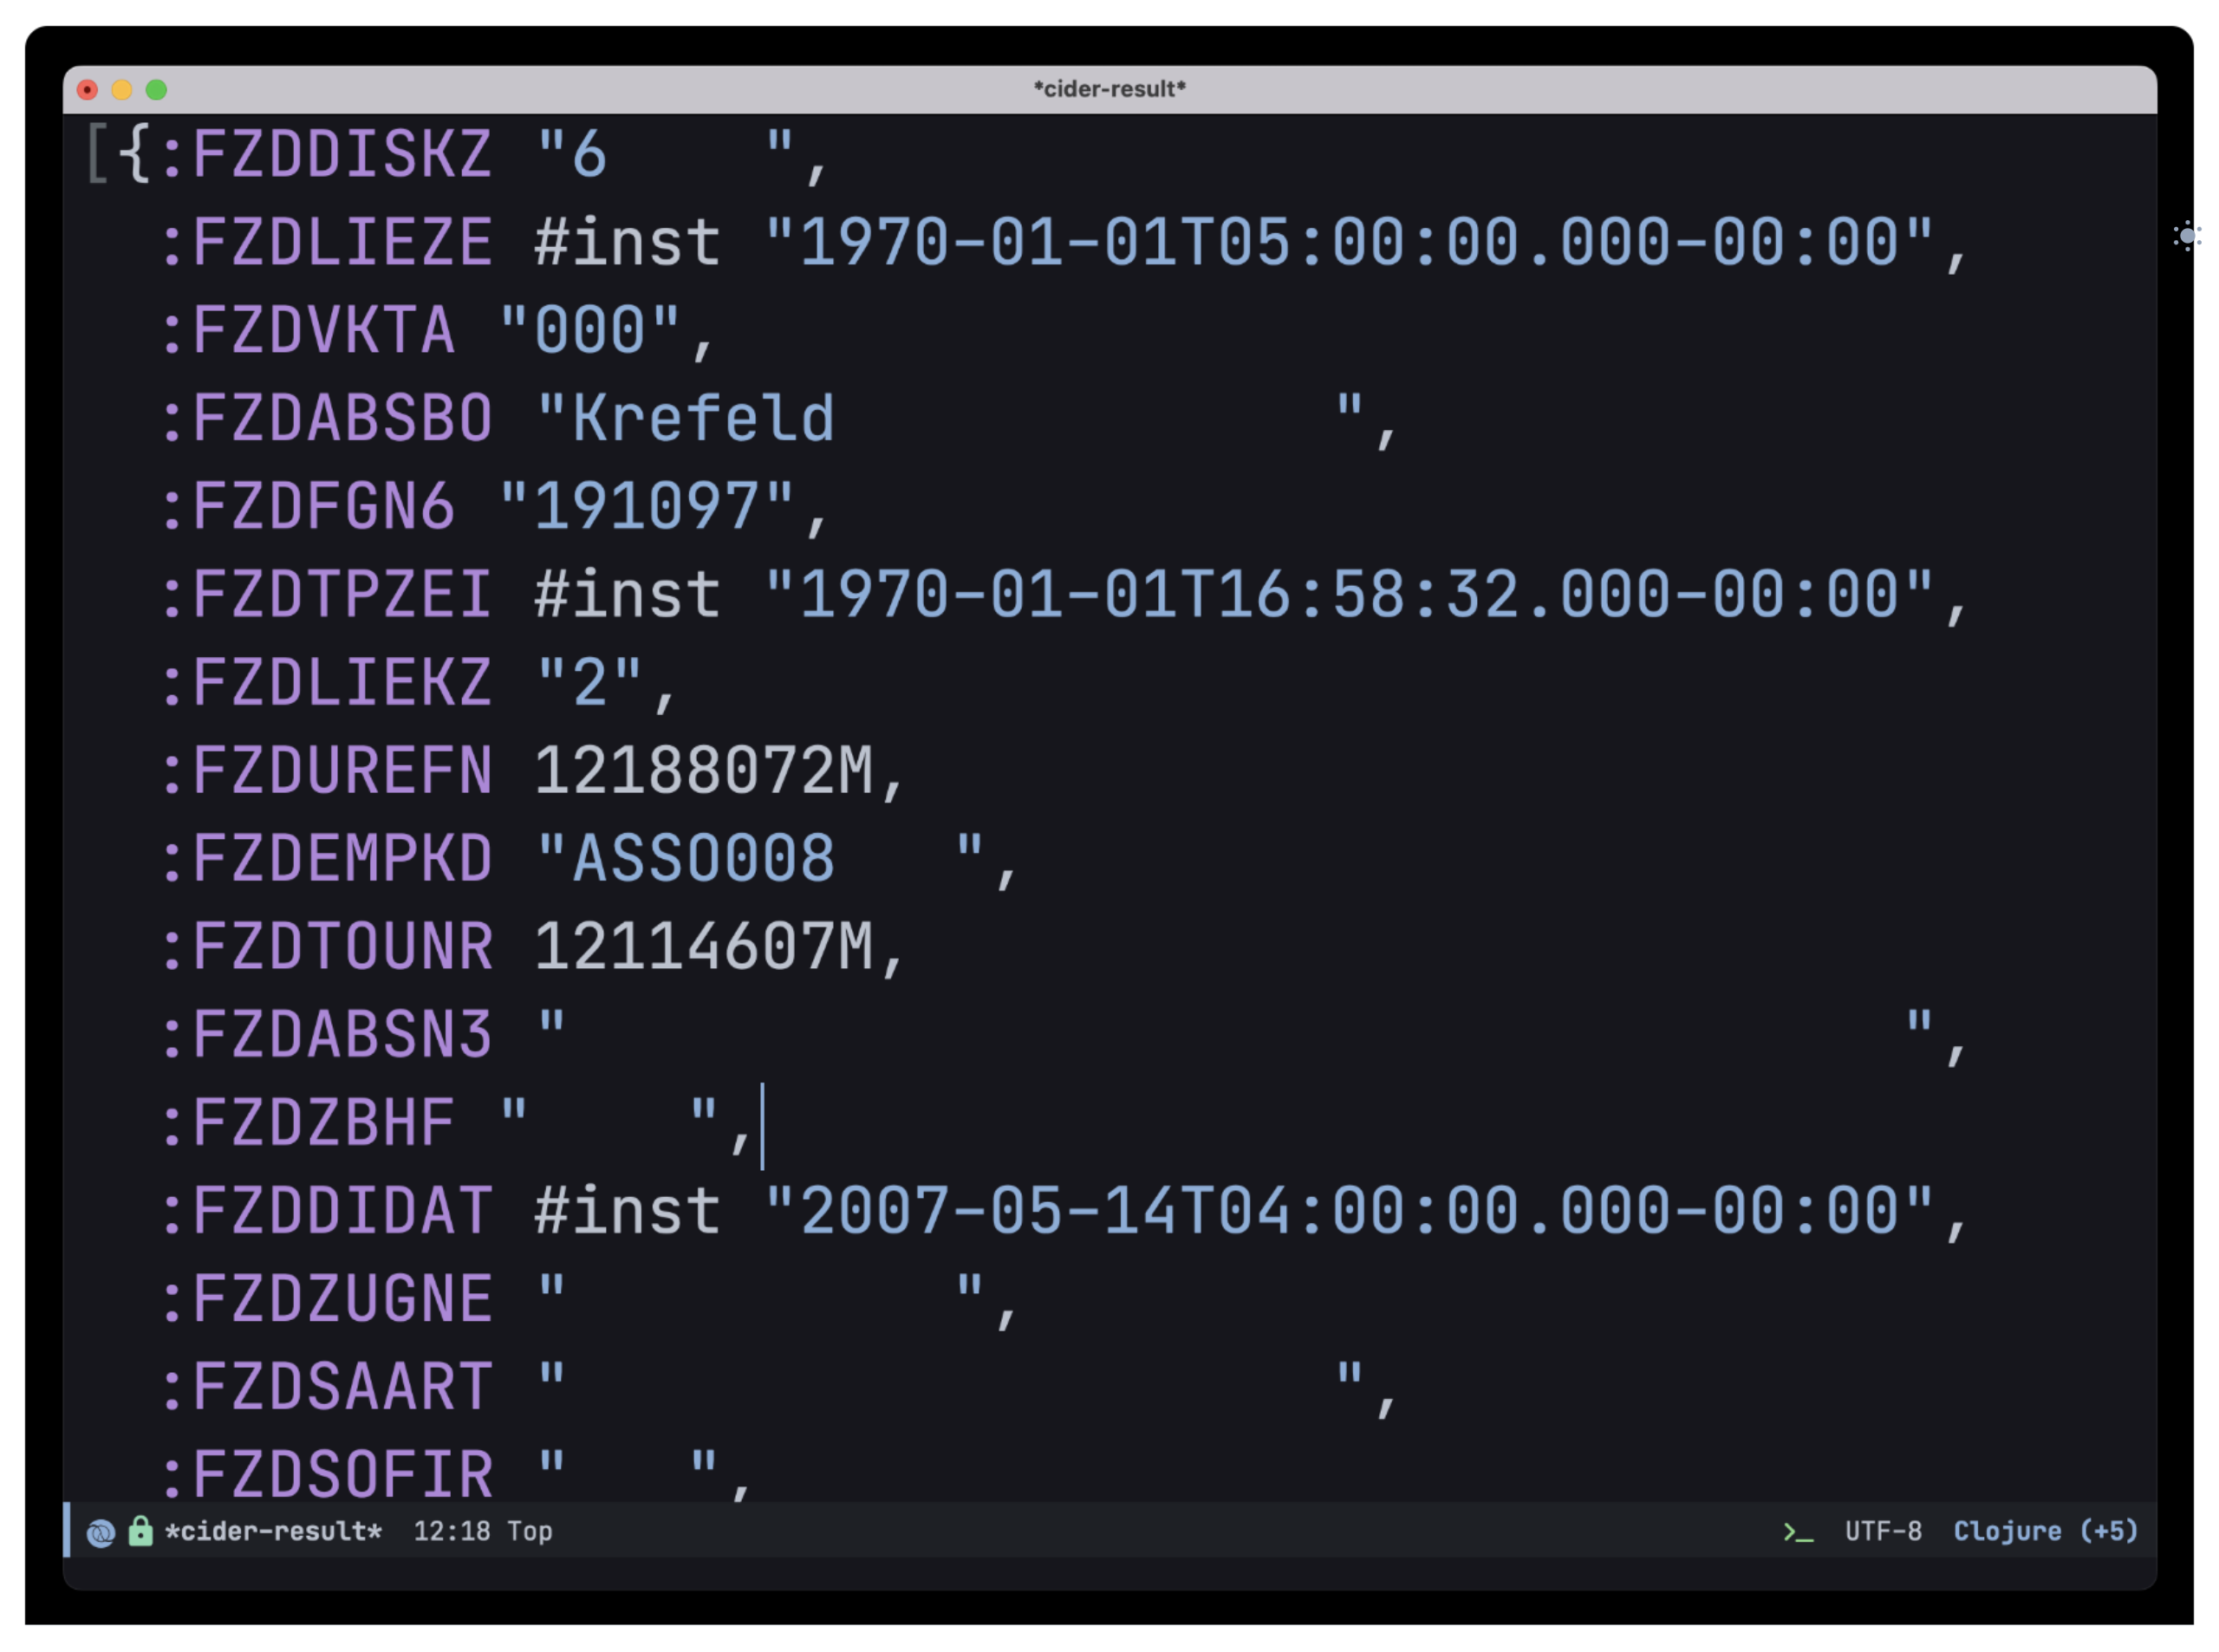 *cider-result*
[{:FZDDISKZ "6    ",
:FZDLIEZE #inst "1970-01-01T05:00:00.000-00:00",
:FZDVKTA "000",
:FZDABSBO "Krefeld             ",
:FZDFGN6 "191097",
:FZDTPZEI #inst "1970-01-01T16:58:32.000-00:00",
:FZDLIEKZ "2",
:FZDUREFN 12188072M,
:FZDEMPKD "ASSO008   ",
:FZDTOUNR 12114607M,
:FZDABSN3 "                                   ",
:FZDZBHF "    ",
:FZDDIDAT #inst "2007-05-14T04:00:00.000-00:00",
:FZDZUGNE "          ",
:FZDSAART "                    ",
:FZDSOFIR "   ",
*cider-result* 12:18 Top >_ UTF-8 Clojure (+5)